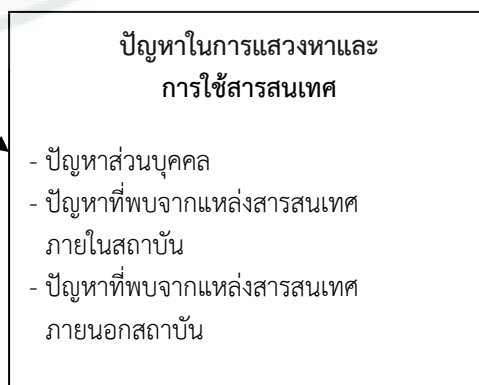 ปัญหาในการแสวงหาและ
การใช้สารสนเทศ
- ปัญหาส่วนบุคคล
- ปัญหาที่พบจากแหล่งสารสนเทศ
ภายในสถาบัน
- ปัญหาที่พบจากแหล่งสารสนเทศ
ภายนอกสถาบัน